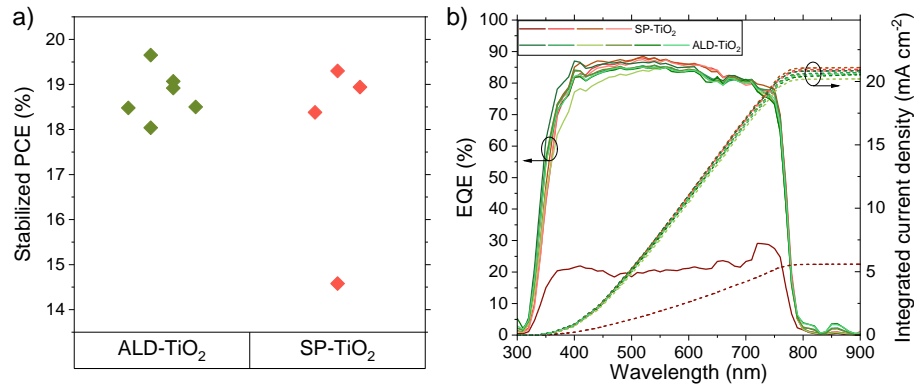 a)
Stabilized PCE (%)
20
19
18
17
16
15
14
ALD-TiO₂
SP-TiO₂
b)
EQE (%)
100
90
80
70
60
50
40
30
20
10
0
SP-TiO₂
ALD-TiO₂
20
15
10
5
0
Integrated current density (mA cm⁻²)
300 400 500 600 700 800 900
Wavelength (nm)